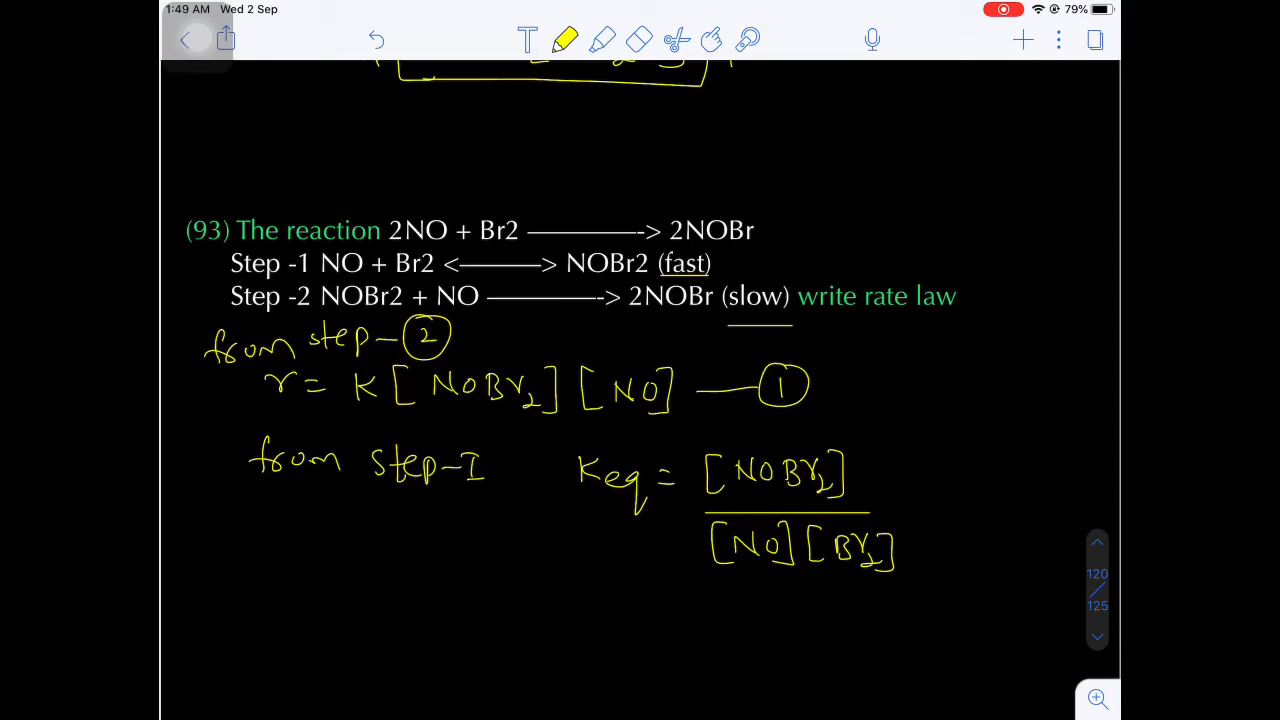 1:49 AM Wed 2 Sep
79%
(93) The reaction 2NO + Br2 ————-> 2NOBr
Step -1 NO + Br2 <———> NOBr2 (fast)
Step -2 NOBr2 + NO ————-> 2NOBr (slow) write rate law
from step-2
r = K[NOBr2][NO] —— 1
from step-I Keq = [NOBr2]
[NO][Br2]
120
125